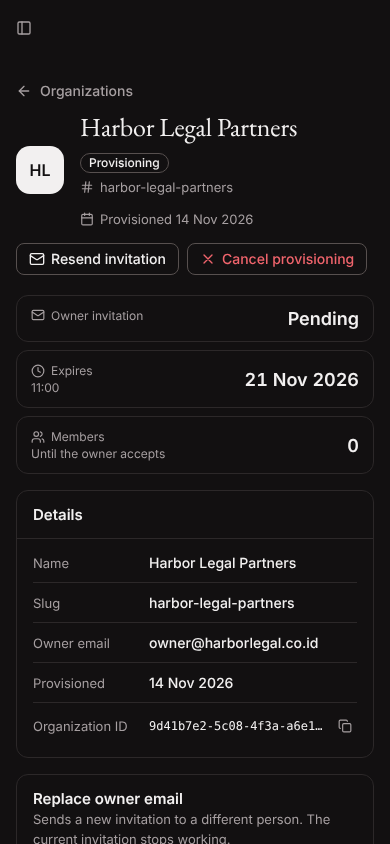 Organizations
Harbor Legal Partners
HL
Provisioning
# harbor-legal-partners
Provisioned 14 Nov 2026
Resend invitation
Cancel provisioning
Owner invitation
Pending
Expires
11:00
21 Nov 2026
Members
Until the owner accepts
0
Details
Name Harbor Legal Partners
Slug harbor-legal-partners
Owner email owner@harborlegal.co.id
Provisioned 14 Nov 2026
Organization ID 9d41b7e2-5c08-4f3a-a6e1…
Replace owner email
Sends a new invitation to a different person. The
current invitation stops working.